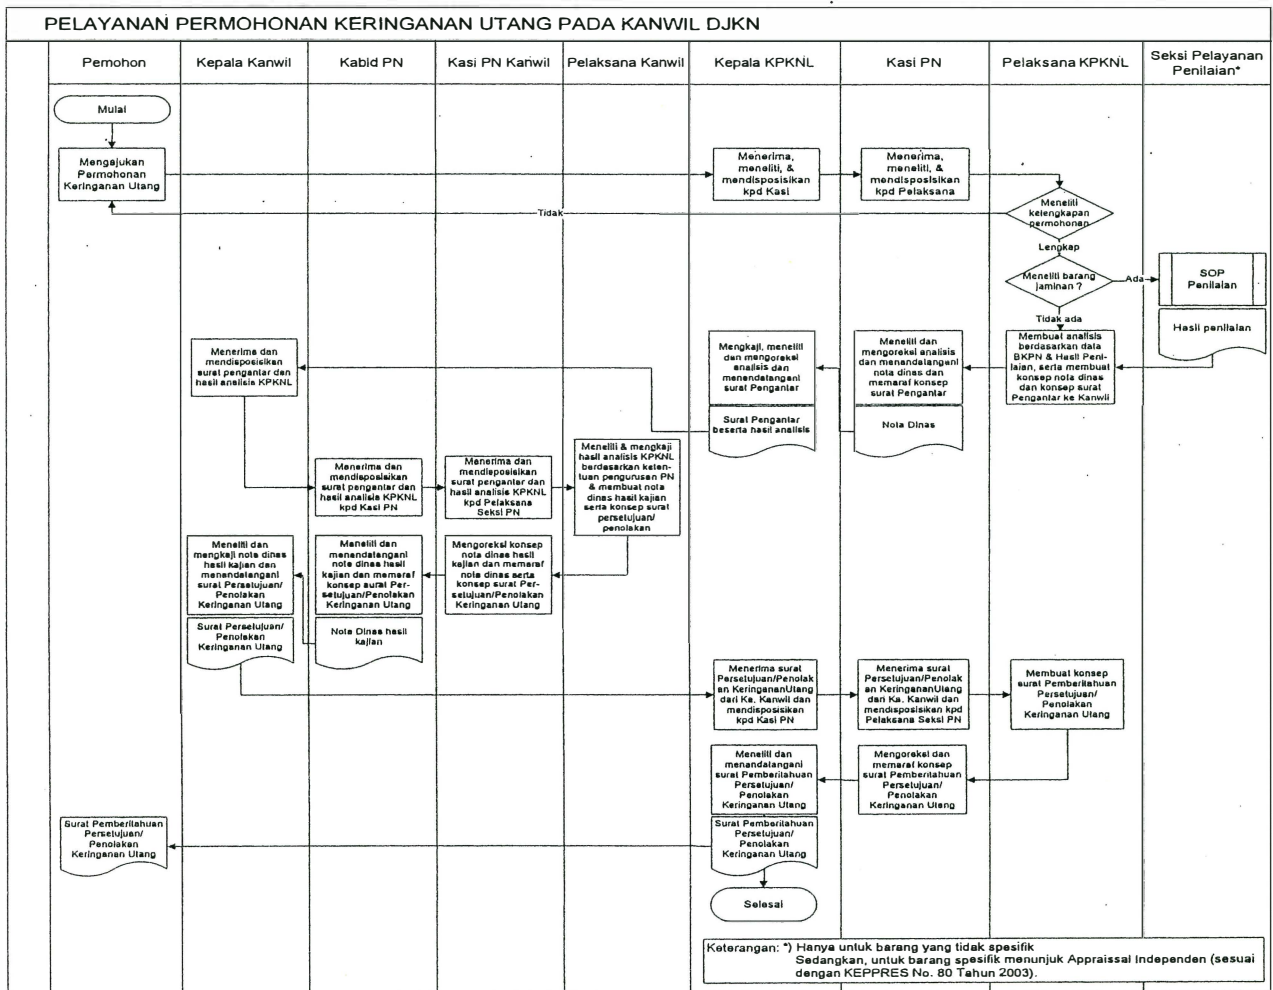 PELAYANAN PERMOHONAN KERINGANAN UTANG PADA KANWIL DJKN
Pemohon
Kepala Kanwil
Kabid PN
Kasi PN Kanwil
Pelaksana Kanwil
Kepala KPKNL
Kasi PN
Pelaksana KPKNL
Seksi Pelayanan
Penilaian*
Mulai
Mengajukan
Permohonan
Keringanan Utang
Menerima,
meneliti, &
mendisposisikan
kpd Kasi
Menerima,
meneliti, &
mendisposisikan
kpd Pelaksana
Meneliti
kelengkapan
permohonan
Tidak
Lengkap
Meneliti barang
jaminan ?
Ada
SOP
Penilaian
Tidak ada
Hasil penilaian
Menerima dan
mendisposisikan
surat pengantar dan
hasil analisis KPKNL
Mengkaji, meneliti
dan mengoreksi
analisis dan
menendatangani
surat Pengantar
Meneliti dan
mengoreksi analisis
dan menandatangani
nota dinas dan
memaraf konsep
surat Pengantar
Membuat analisis
berdasarkan data
BKPN & Hasil Peni-
laian, serta membuat
konsep nota dinas
dan konsep surat
Pengantar ke Kanwil
Surat Pengantar
beserta hasil analisis
Nota Dinas
Menerima dan
mendisposisikan
surat pengantar dan
hasil analisis KPKNL
kpd Kasi PN
Menerima dan
mendisposisikan
surat pengantar dan
hasil analisis KPKNL
kpd Pelaksana
Seksi PN
Meneliti & mengkaji
hasil analisis KPKNL
berdasarkan keten-
tuan pengurusan PN
& membuat nota
dinas hasil kajian
serta konsep surat
persetujuan/
penolakan
Meneliti dan
mengkaji nota dinas
hasil kajian dan
menandatangani
surat Persetujuan/
Penolakan
Keringanan Utang
Meneliti dan
menendatangani
nota dinas hasil
kajian dan memaraf
konsep surat Per-
setujuan/Penolakan
Keringanan Utang
Mengoreksi konsep
nota dinas hasil
kajian dan memaraf
nota dinas serta
konsep surat Per-
setujuan/Penolakan
Keringanan Utang
Surat Persetujuan/
Penolakan
Keringanan Utang
Nota Dinas hasil
kajian
Menerima surat
Persetujuan/Penolak
an KeringananUtang
dari Ka. Kanwil dan
mendisposisikan
kpd Kasi PN
Menerima surat
Persetujuan/Penolak
an KeringananUtang
dari Ka. Kanwil dan
mendisposisikan kpd
Pelaksana Seksi PN
Membuat konsep
surat Pemberitahuan
Persetujuan/
Penolakan
Keringanan Utang
Meneliti dan
menandatangani
surat Pemberitahuan
Persetujuan/
Penolakan
Keringanan Utang
Mengoreksi dan
memaraf konsep
surat Pemberitahuan
Persetujuan/
Penolakan
Keringanan Utang
Surat Pemberitahuan
Persetujuan/
Penolakan
Keringanan Utang
Surat Pemberitahuan
Persetujuan/
Penolakan
Keringanan Utang
Selesai
Keterangan: *) Hanya untuk barang yang tidak spesifik
Sedangkan, untuk barang spesifik menunjuk Appraissal Independen (sesuai
dengan KEPPRES No. 80 Tahun 2003).